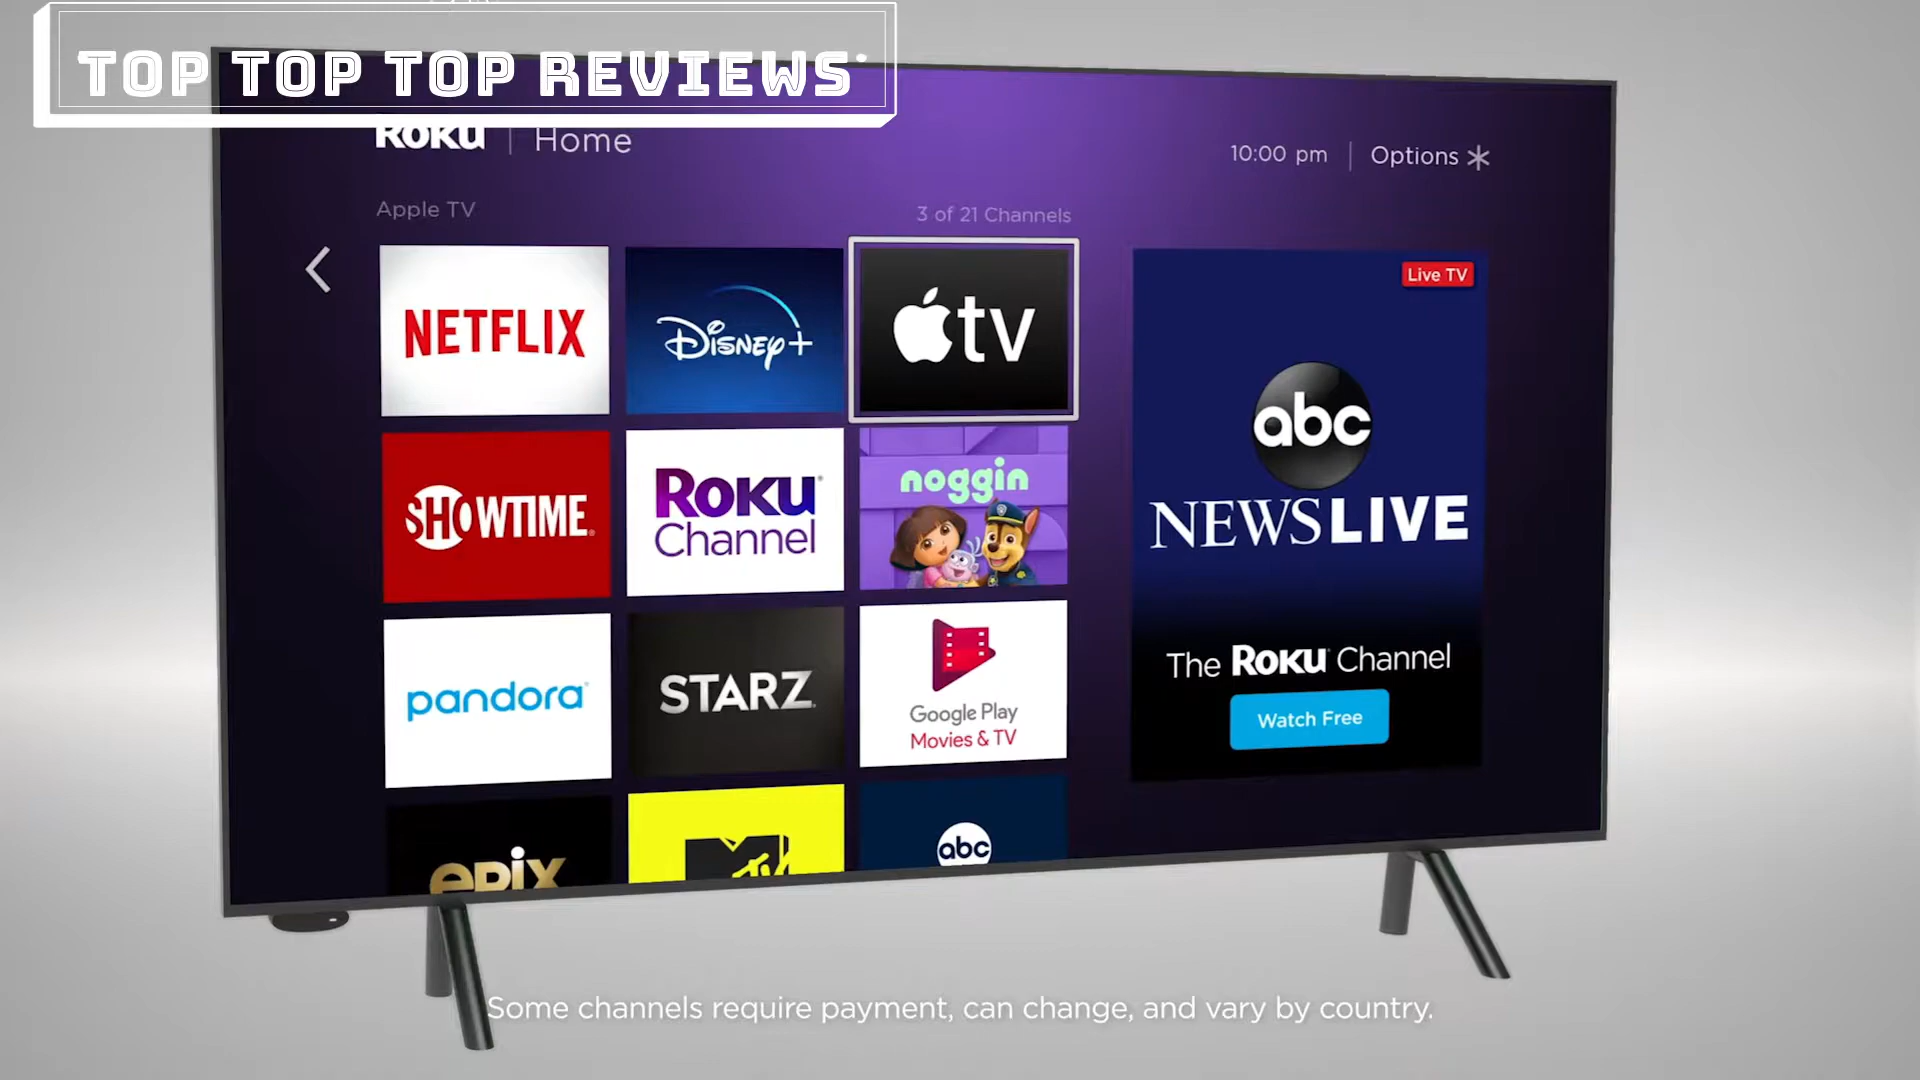 TOP TOP TOP REVIEWS
ROKU | Home
10:00 pm | Options
Apple TV
3 of 21 Channels
NETFLIX
Disney+
tv
Live TV
abc
NEWSLIVE
SHOWTIME
ROKU
Channel
noggin
pandora
STARZ
Google Play
Movies & TV
The ROKU Channel
Watch Free
epix
MTV
abc
Some channels require payment, can change, and vary by country.